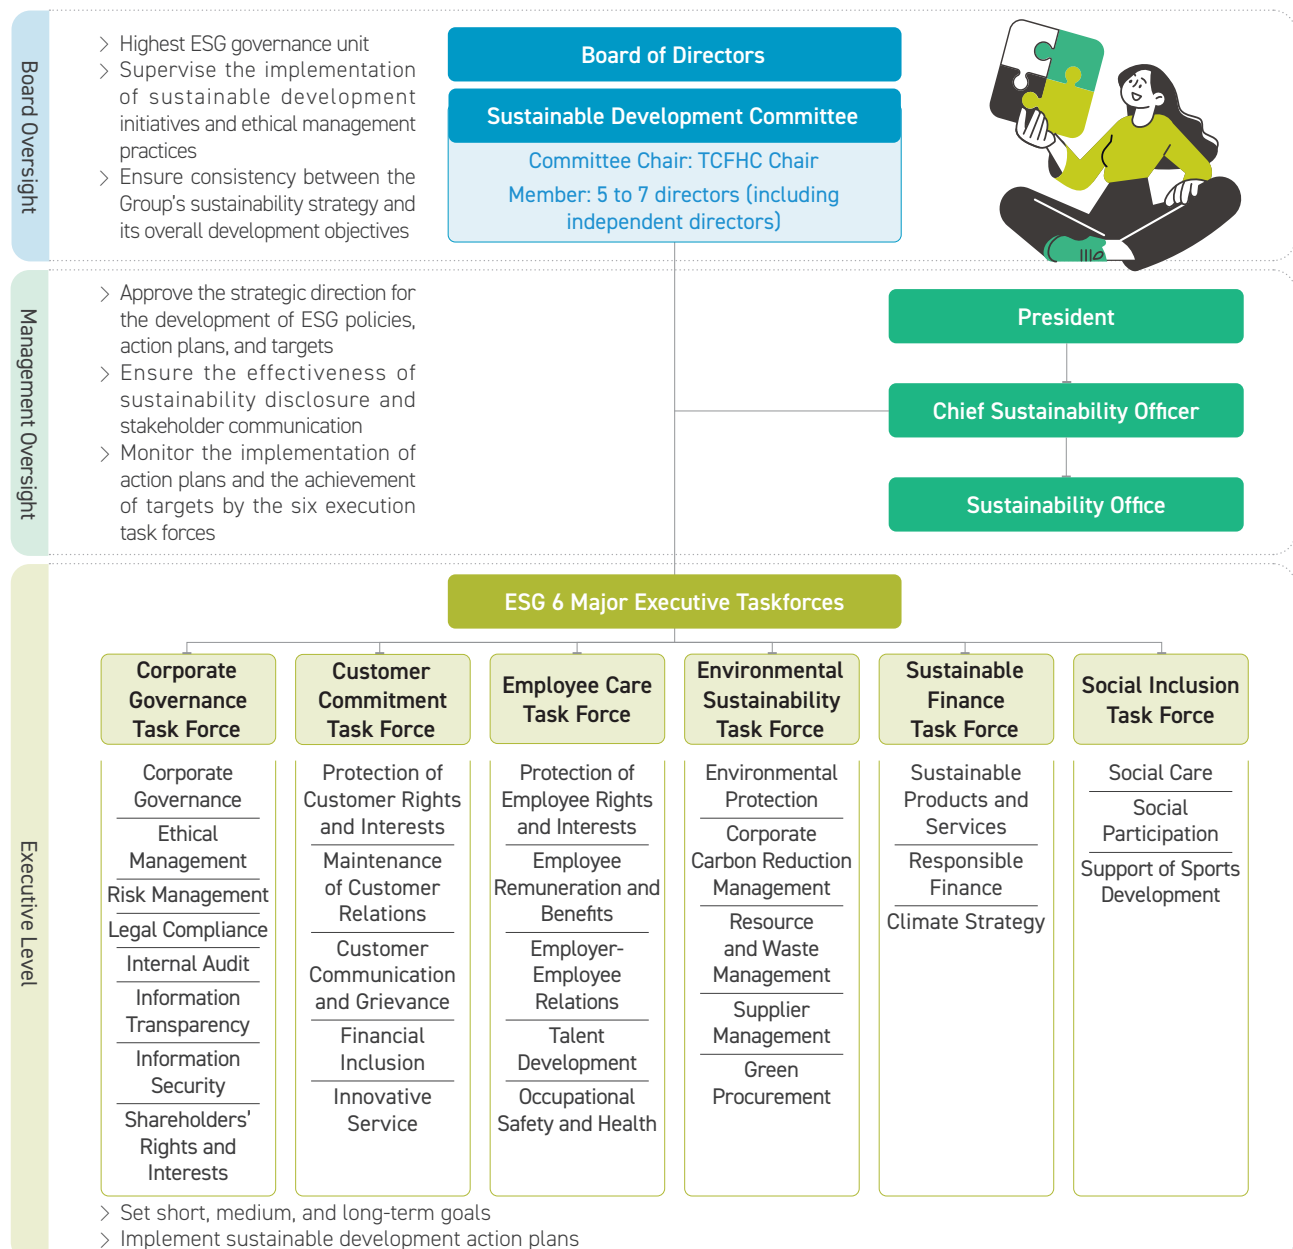 Board Oversight
> Highest ESG governance unit
> Supervise the implementation
of sustainable development
initiatives and ethical management
practices
> Ensure consistency between the
Group's sustainability strategy and
its overall development objectives
Board of Directors
Sustainable Development Committee
Committee Chair: TCFHC Chair
Member: 5 to 7 directors (including
independent directors)
Management Oversight
> Approve the strategic direction for
the development of ESG policies,
action plans, and targets
> Ensure the effectiveness of
sustainability disclosure and
stakeholder communication
> Monitor the implementation of
action plans and the achievement
of targets by the six execution
task forces
President
Chief Sustainability Officer
Sustainability Office
Executive Level
ESG 6 Major Executive Taskforces
Corporate
Governance
Task Force
Corporate
Governance
Ethical
Management
Risk Management
Legal Compliance
Internal Audit
Information
Transparency
Information
Security
Shareholders'
Rights and
Interests
Customer
Commitment
Task Force
Protection of
Customer Rights
and Interests
Maintenance
of Customer
Relations
Customer
Communication
and Grievance
Financial
Inclusion
Innovative
Service
Employee Care
Task Force
Protection of
Employee Rights
and Interests
Employee
Remuneration and
Benefits
Employer-
Employee
Relations
Talent
Development
Occupational
Safety and Health
Environmental
Sustainability
Task Force
Environmental
Protection
Corporate
Carbon Reduction
Management
Resource
and Waste
Management
Supplier
Management
Green
Procurement
Sustainable
Finance
Task Force
Sustainable
Products and
Services
Responsible
Finance
Climate Strategy
Social Inclusion
Task Force
Social Care
Social
Participation
Support of Sports
Development
> Set short, medium, and long-term goals
> Implement sustainable development action plans